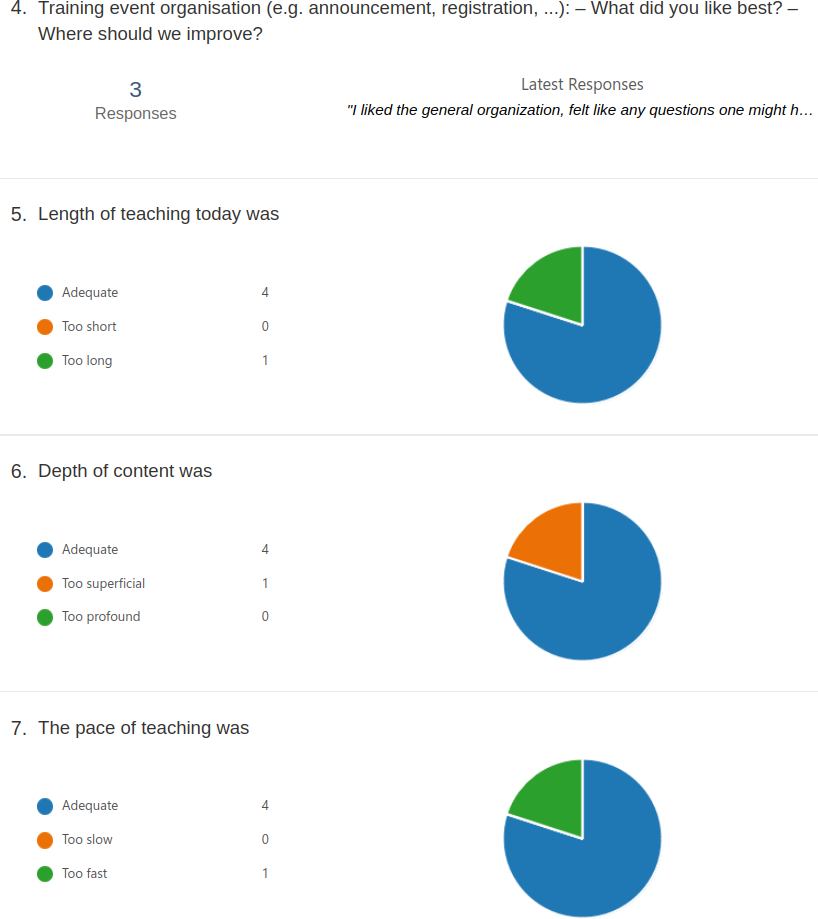 4. Training event organisation (e.g. announcement, registration, ...): – What did you like best? –
Where should we improve?
3
Responses
Latest Responses
"I liked the general organization, felt like any questions one might h...
5. Length of teaching today was
Adequate 4
Too short 0
Too long 1
6. Depth of content was
Adequate 4
Too superficial 1
Too profound 0
7. The pace of teaching was
Adequate 4
Too slow 0
Too fast 1